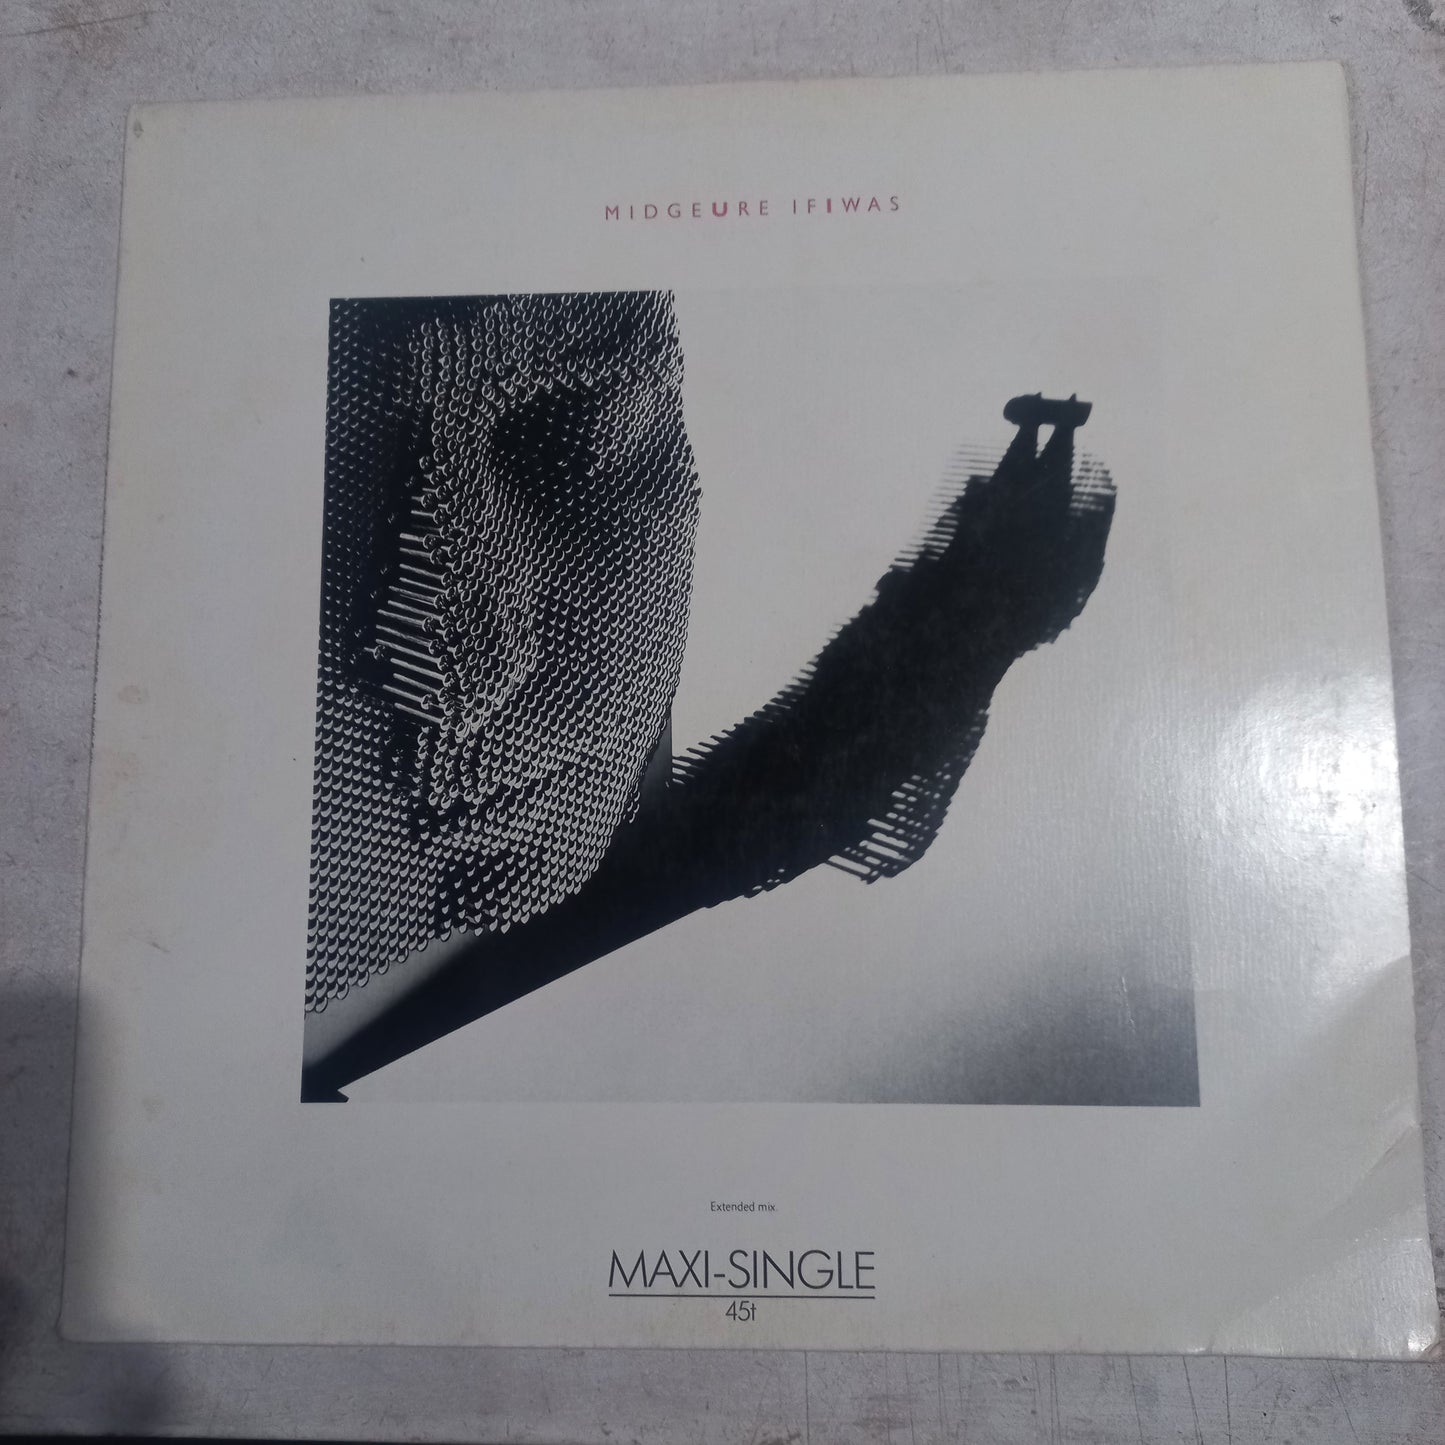 MIDGEURE IFIWAS
Extended mix.
MAXI-SINGLE
45t